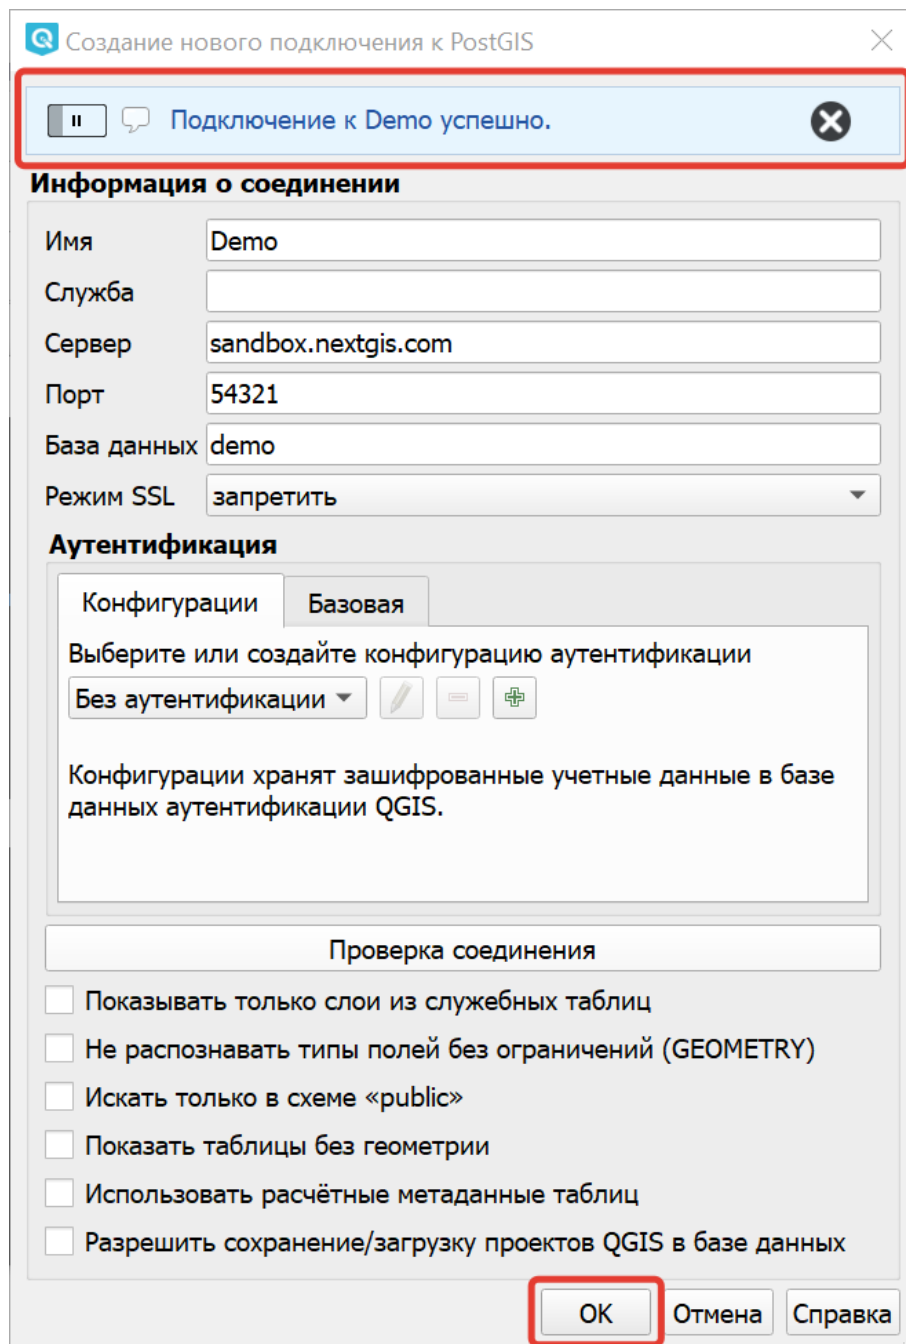 Создание нового подключения к PostGIS
Подключение к Demo успешно.
Информация о соединении
Имя Demo
Служба
Сервер sandbox.nextgis.com
Порт 54321
База данных demo
Режим SSL запретить
Аутентификация
Конфигурации Базовая
Выберите или создайте конфигурацию аутентификации
Без аутентификации
Конфигурации хранят зашифрованные учетные данные в базе
данных аутентификации QGIS.
Проверка соединения
Показывать только слои из служебных таблиц
Не распознавать типы полей без ограничений (GEOMETRY)
Искать только в схеме «public»
Показать таблицы без геометрии
Использовать расчётные метаданные таблиц
Разрешить сохранение/загрузку проектов QGIS в базе данных
OK Отмена Справка